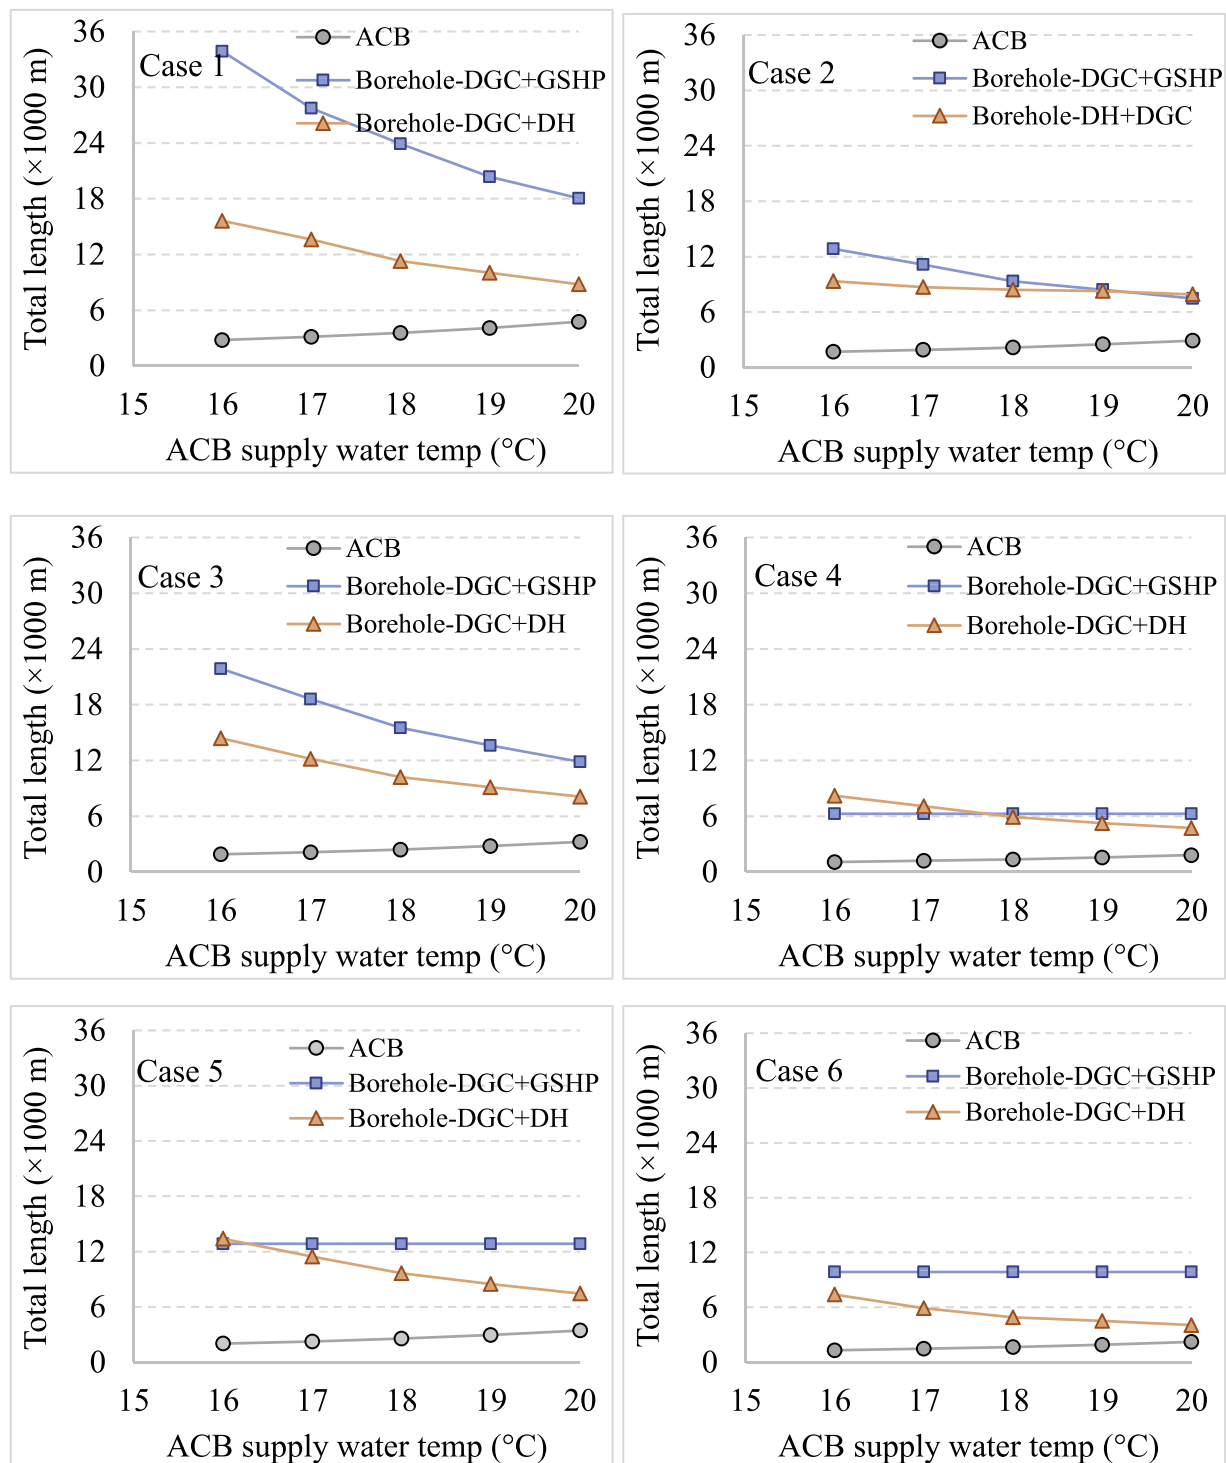 Case 1
ACB
Borehole-DGC+GSHP
Borehole-DGC+DH
Total length (×1000 m)
36
30
24
18
12
6
0
15 16 17 18 19 20
ACB supply water temp (°C)
Case 2
ACB
Borehole-DGC+GSHP
Borehole-DH+DGC
Total length (×1000 m)
36
30
24
18
12
6
0
15 16 17 18 19 20
ACB supply water temp (°C)
Case 3
ACB
Borehole-DGC+GSHP
Borehole-DGC+DH
Total length (×1000 m)
36
30
24
18
12
6
0
15 16 17 18 19 20
ACB supply water temp (°C)
Case 4
ACB
Borehole-DGC+GSHP
Borehole-DGC+DH
Total length (×1000 m)
36
30
24
18
12
6
0
15 16 17 18 19 20
ACB supply water temp (°C)
Case 5
ACB
Borehole-DGC+GSHP
Borehole-DGC+DH
Total length (×1000 m)
36
30
24
18
12
6
0
15 16 17 18 19 20
ACB supply water temp (°C)
Case 6
ACB
Borehole-DGC+GSHP
Borehole-DGC+DH
Total length (×1000 m)
36
30
24
18
12
6
0
15 16 17 18 19 20
ACB supply water temp (°C)